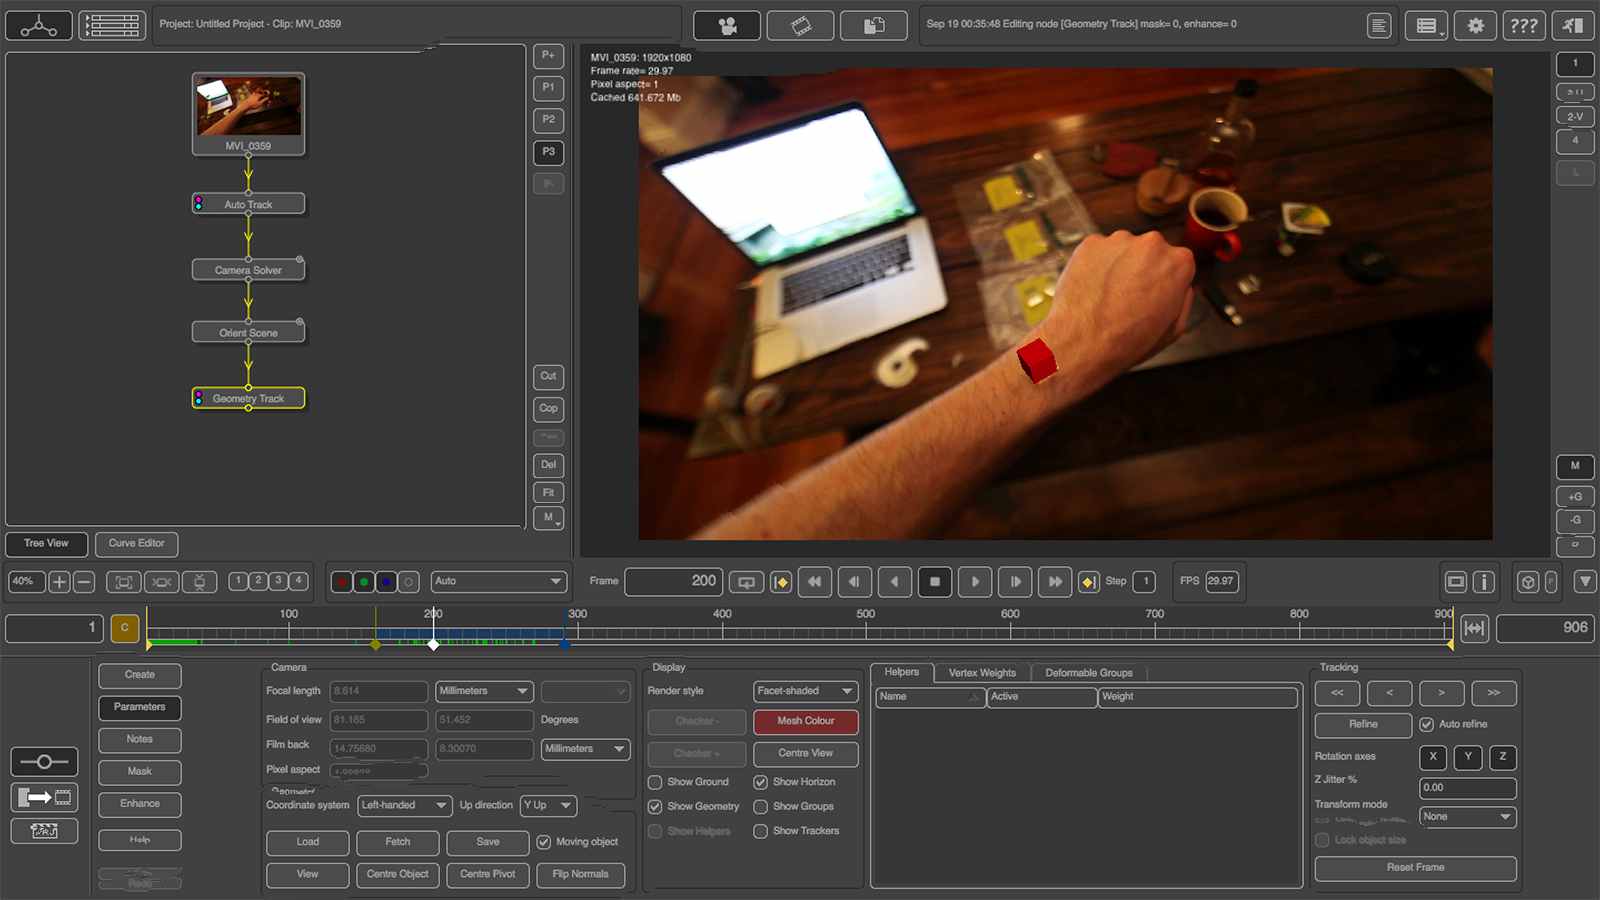 Project: Untitled Project - Clip: MVI_0359
Sep 19 00:35:48 Editing node [Geometry Track] mask= 0, enhance= 0
???
MVI_0359: 1920x1080
Frame rate= 29.97
Pixel aspect= 1
Cached 641.672 Mb
MVI_0359
Auto Track
Camera Solver
Orient Scene
Geometry Track
P+
P1
P2
P3
P-
Cut
Cop
Del
Fit
M
1
2-V
4
L
M
+G
-G
Tree View
Curve Editor
40%
1 2 3 4
Auto
Frame
200
Step
1
FPS
29.97
P
1
C
100 200 300 400 500 600 700 800 900
906
Create
Parameters
Notes
Mask
Enhance
Help
Redo
Camera
Focal length
8.614
Millimeters
Field of view
81.165
51.452
Degrees
Film back
14.75680
8.30070
Millimeters
Pixel aspect
Coordinate system
Left-handed
Up direction
Y Up
Load
Fetch
Save
Moving object
View
Centre Object
Centre Pivot
Flip Normals
Display
Render style
Facet-shaded
Checker -
Mesh Colour
Checker +
Centre View
Show Ground
Show Horizon
Show Geometry
Show Groups
Show Helpers
Show Trackers
Helpers
Vertex Weights
Deformable Groups
Name
Active
Weight
Tracking
<<
<
>
>>
Refine
Auto refine
Rotation axes
X
Y
Z
Z Jitter %
0.00
Transform mode
None
Lock object size
Reset Frame